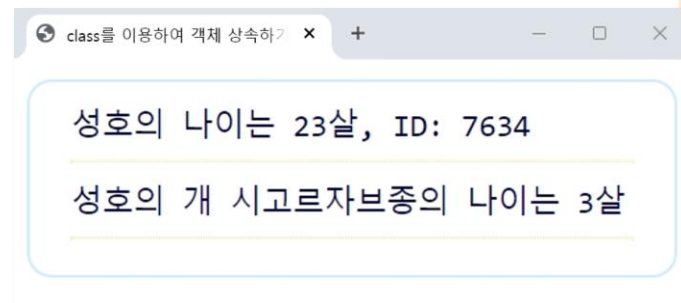 class를 이용하여 객체 상속하기
성호의 나이는 23살, ID: 7634
성호의 개 시고르자브종의 나이는 3살